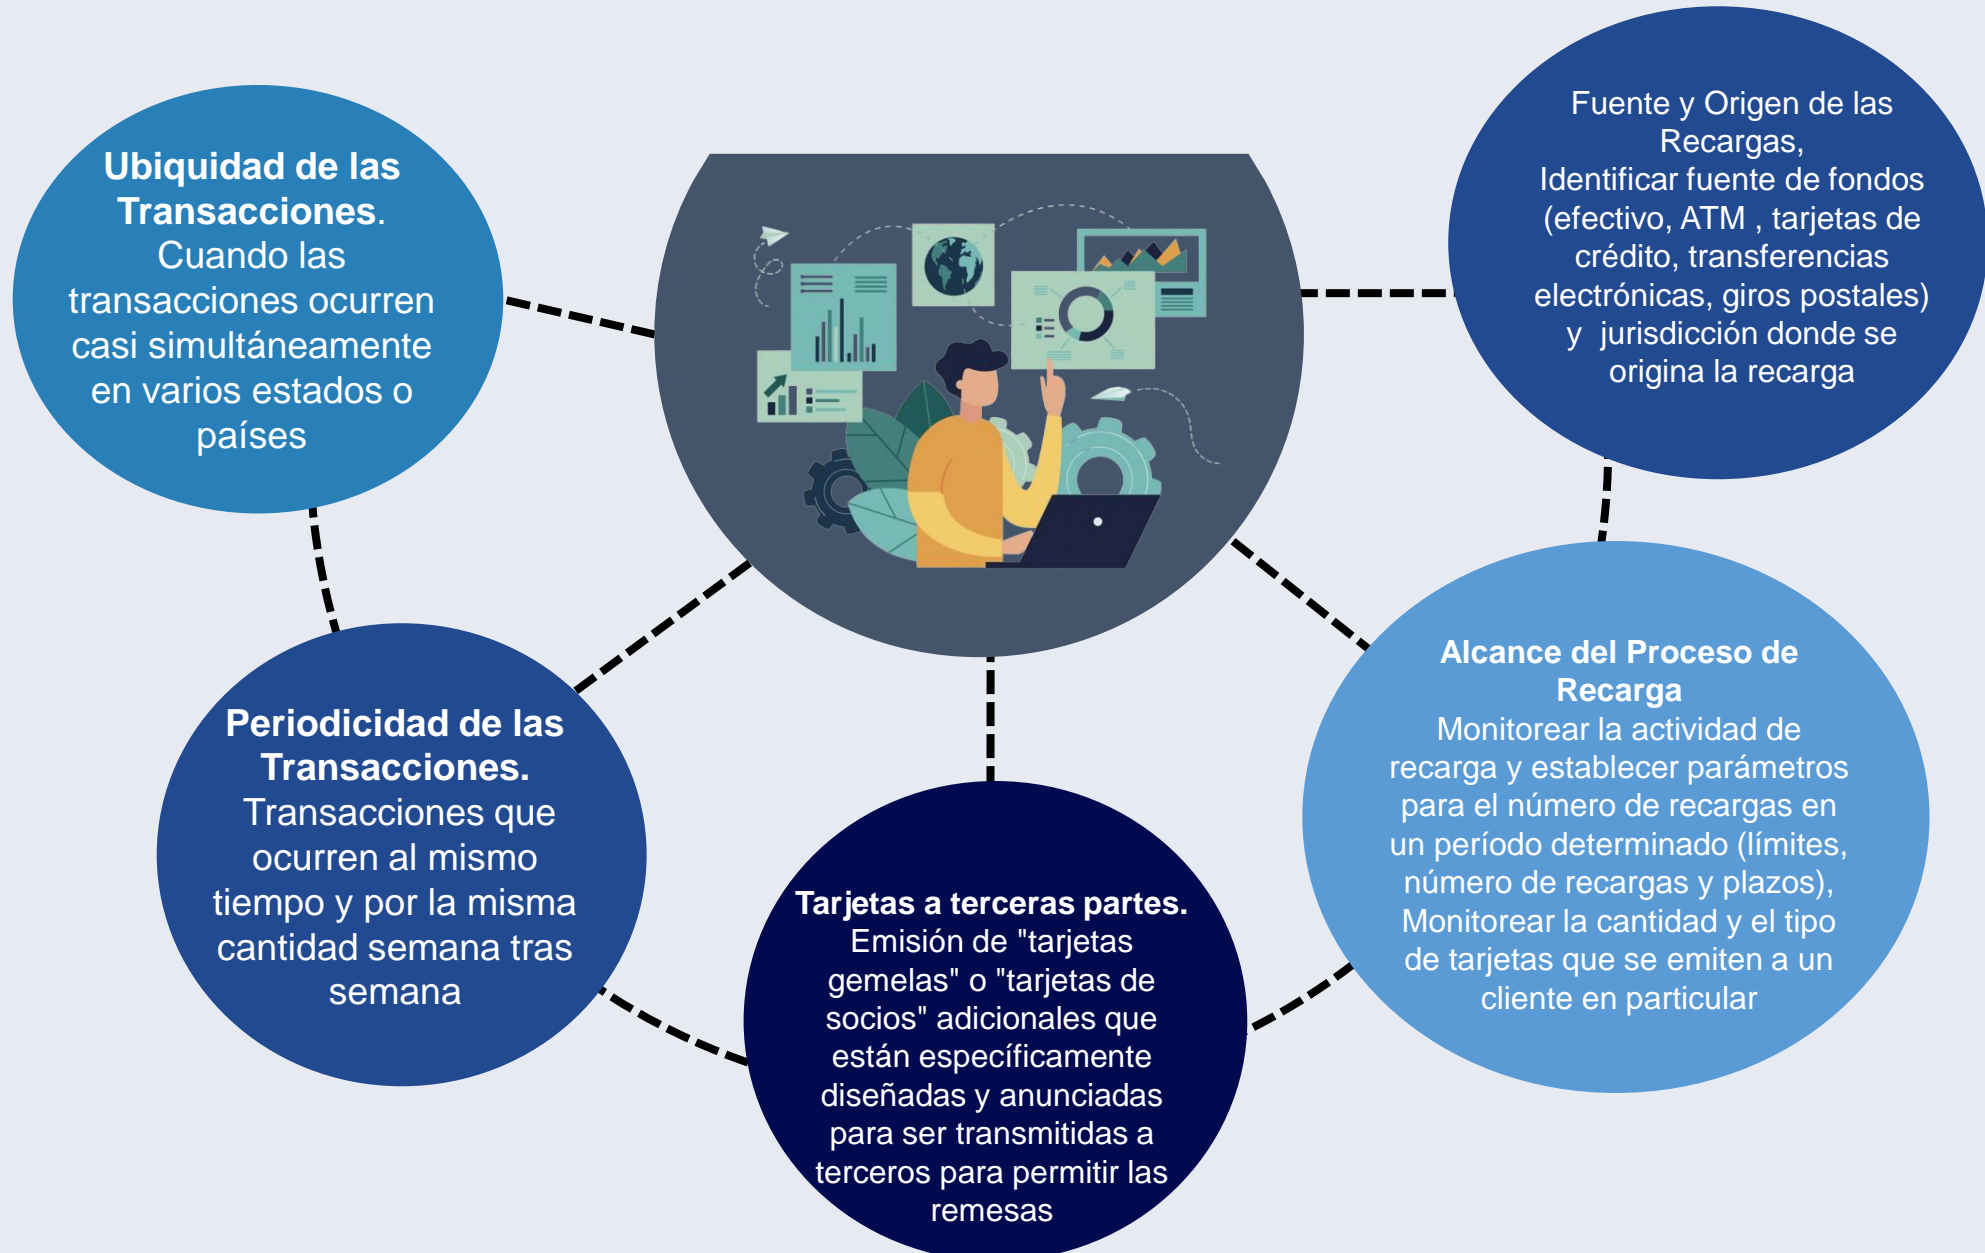 Ubiquidad de las
Transacciones.
Cuando las
transacciones ocurren
casi simultáneamente
en varios estados o
países
Fuente y Origen de las
Recargas,
Identificar fuente de fondos
(efectivo, ATM , tarjetas de
crédito, transferencias
electrónicas, giros postales)
y  jurisdicción donde se
origina la recarga
Periodicidad de las
Transacciones.
Transacciones que
ocurren al mismo
tiempo y por la misma
cantidad semana tras
semana
Tarjetas a terceras partes.
Emisión de "tarjetas
gemelas" o "tarjetas de
socios" adicionales que
están específicamente
diseñadas y anunciadas
para ser transmitidas a
terceros para permitir las
remesas
Alcance del Proceso de
Recarga
Monitorear la actividad de
recarga y establecer parámetros
para el número de recargas en
un período determinado (límites,
número de recargas y plazos),
Monitorear la cantidad y el tipo
de tarjetas que se emiten a un
cliente en particular